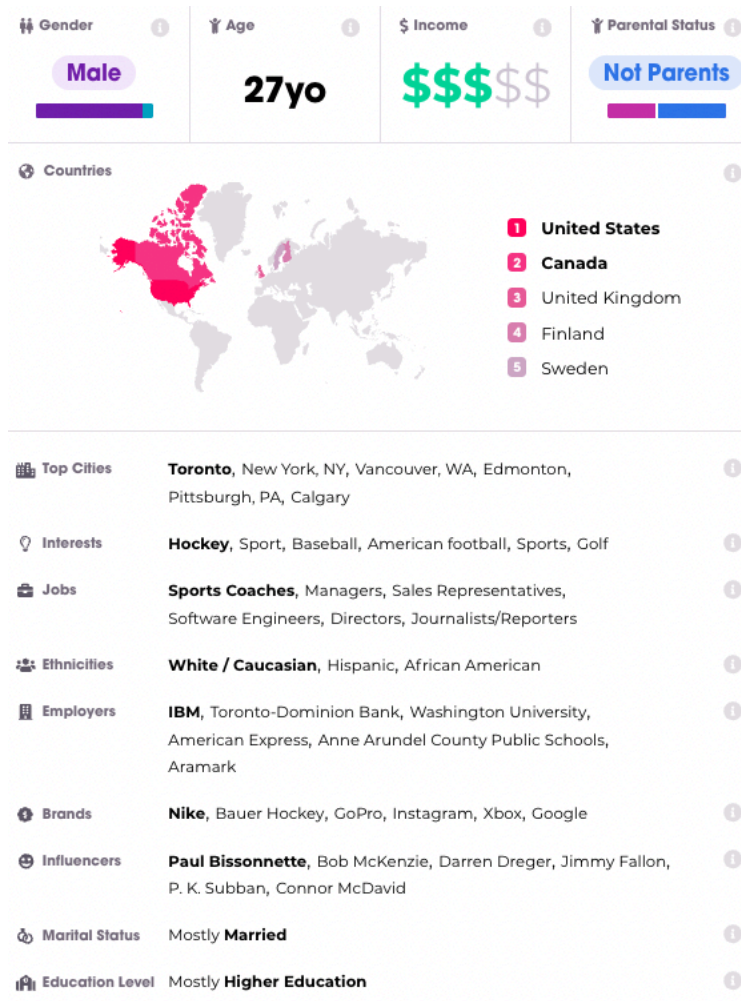 Gender
Age
$ Income
Parental Status
Male
27yo
$$$$$
Not Parents
Countries
1 United States
2 Canada
3 United Kingdom
4 Finland
5 Sweden
Top Cities
Toronto, New York, NY, Vancouver, WA, Edmonton,
Pittsburgh, PA, Calgary
Interests
Hockey, Sport, Baseball, American football, Sports, Golf
Jobs
Sports Coaches, Managers, Sales Representatives,
Software Engineers, Directors, Journalists/Reporters
Ethnicities
White / Caucasian, Hispanic, African American
Employers
IBM, Toronto-Dominion Bank, Washington University,
American Express, Anne Arundel County Public Schools,
Aramark
Brands
Nike, Bauer Hockey, GoPro, Instagram, Xbox, Google
Influencers
Paul Bissonnette, Bob McKenzie, Darren Dreger, Jimmy Fallon,
P. K. Subban, Connor McDavid
Marital Status
Mostly Married
Education Level
Mostly Higher Education